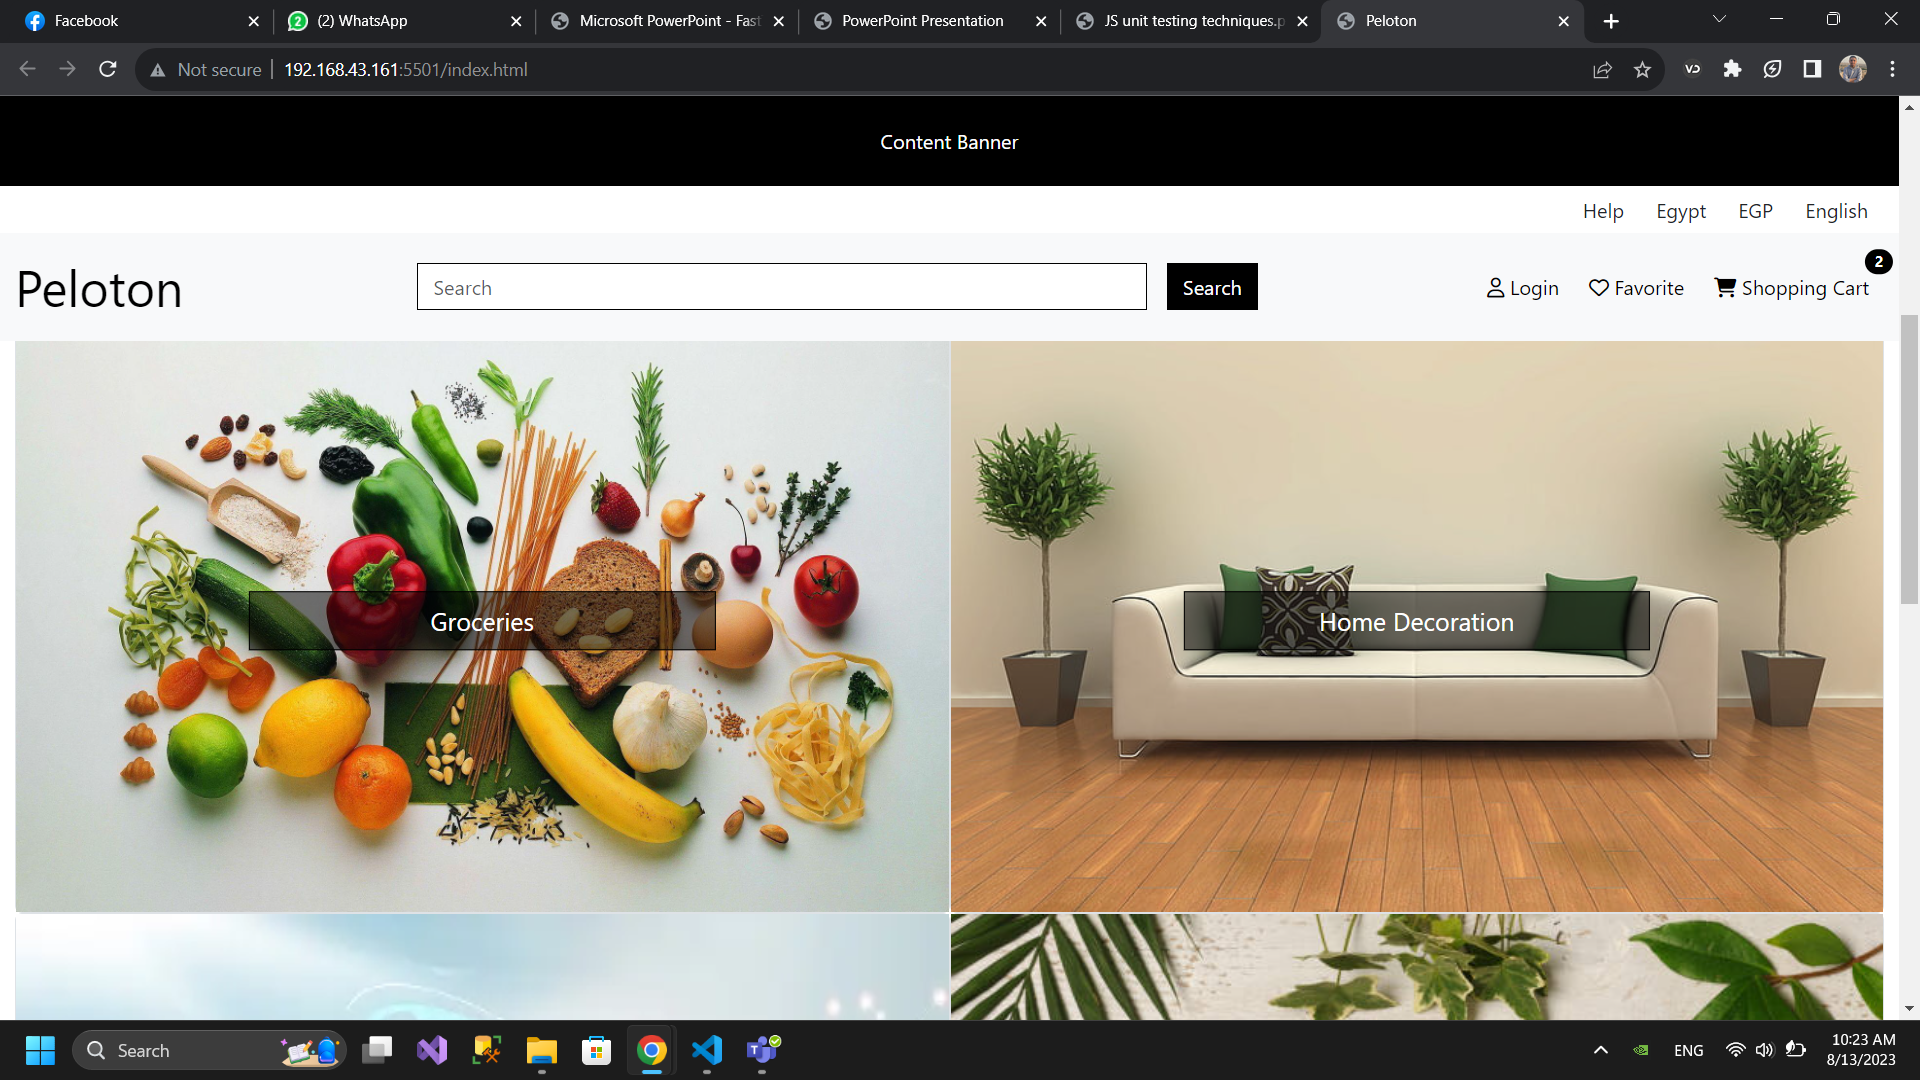 Facebook
(2) WhatsApp
Microsoft PowerPoint - Fast
PowerPoint Presentation
JS unit testing techniques.p
Peloton
Not secure
192.168.43.161:5501/index.html
Content Banner
Help
Egypt
EGP
English
Peloton
Search
Search
Login
Favorite
Shopping Cart
2
Groceries
Home Decoration
Search
ENG
10:23 AM
8/13/2023